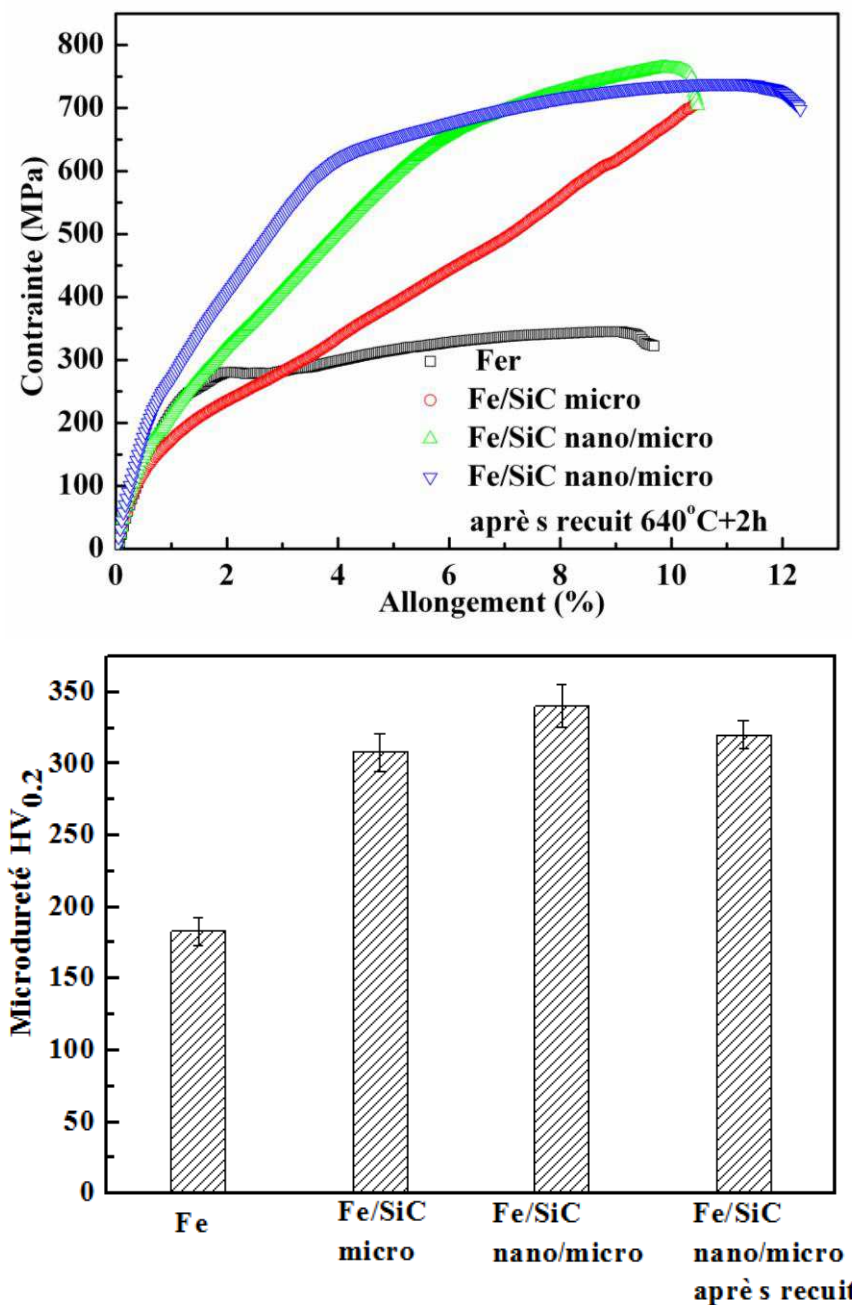 800
700
600
500
400
300
200
100
0
Contrainte (MPa)
Fer
Fe/SiC micro
Fe/SiC nano/micro
Fe/SiC nano/micro
après recuit 640°C+2h
0 2 4 6 8 10 12
Allongement (%)
350
300
250
200
150
100
50
0
Microdureté HV0.2
Fe
Fe/SiC
micro
Fe/SiC
nano/micro
Fe/SiC
nano/micro
après recuit